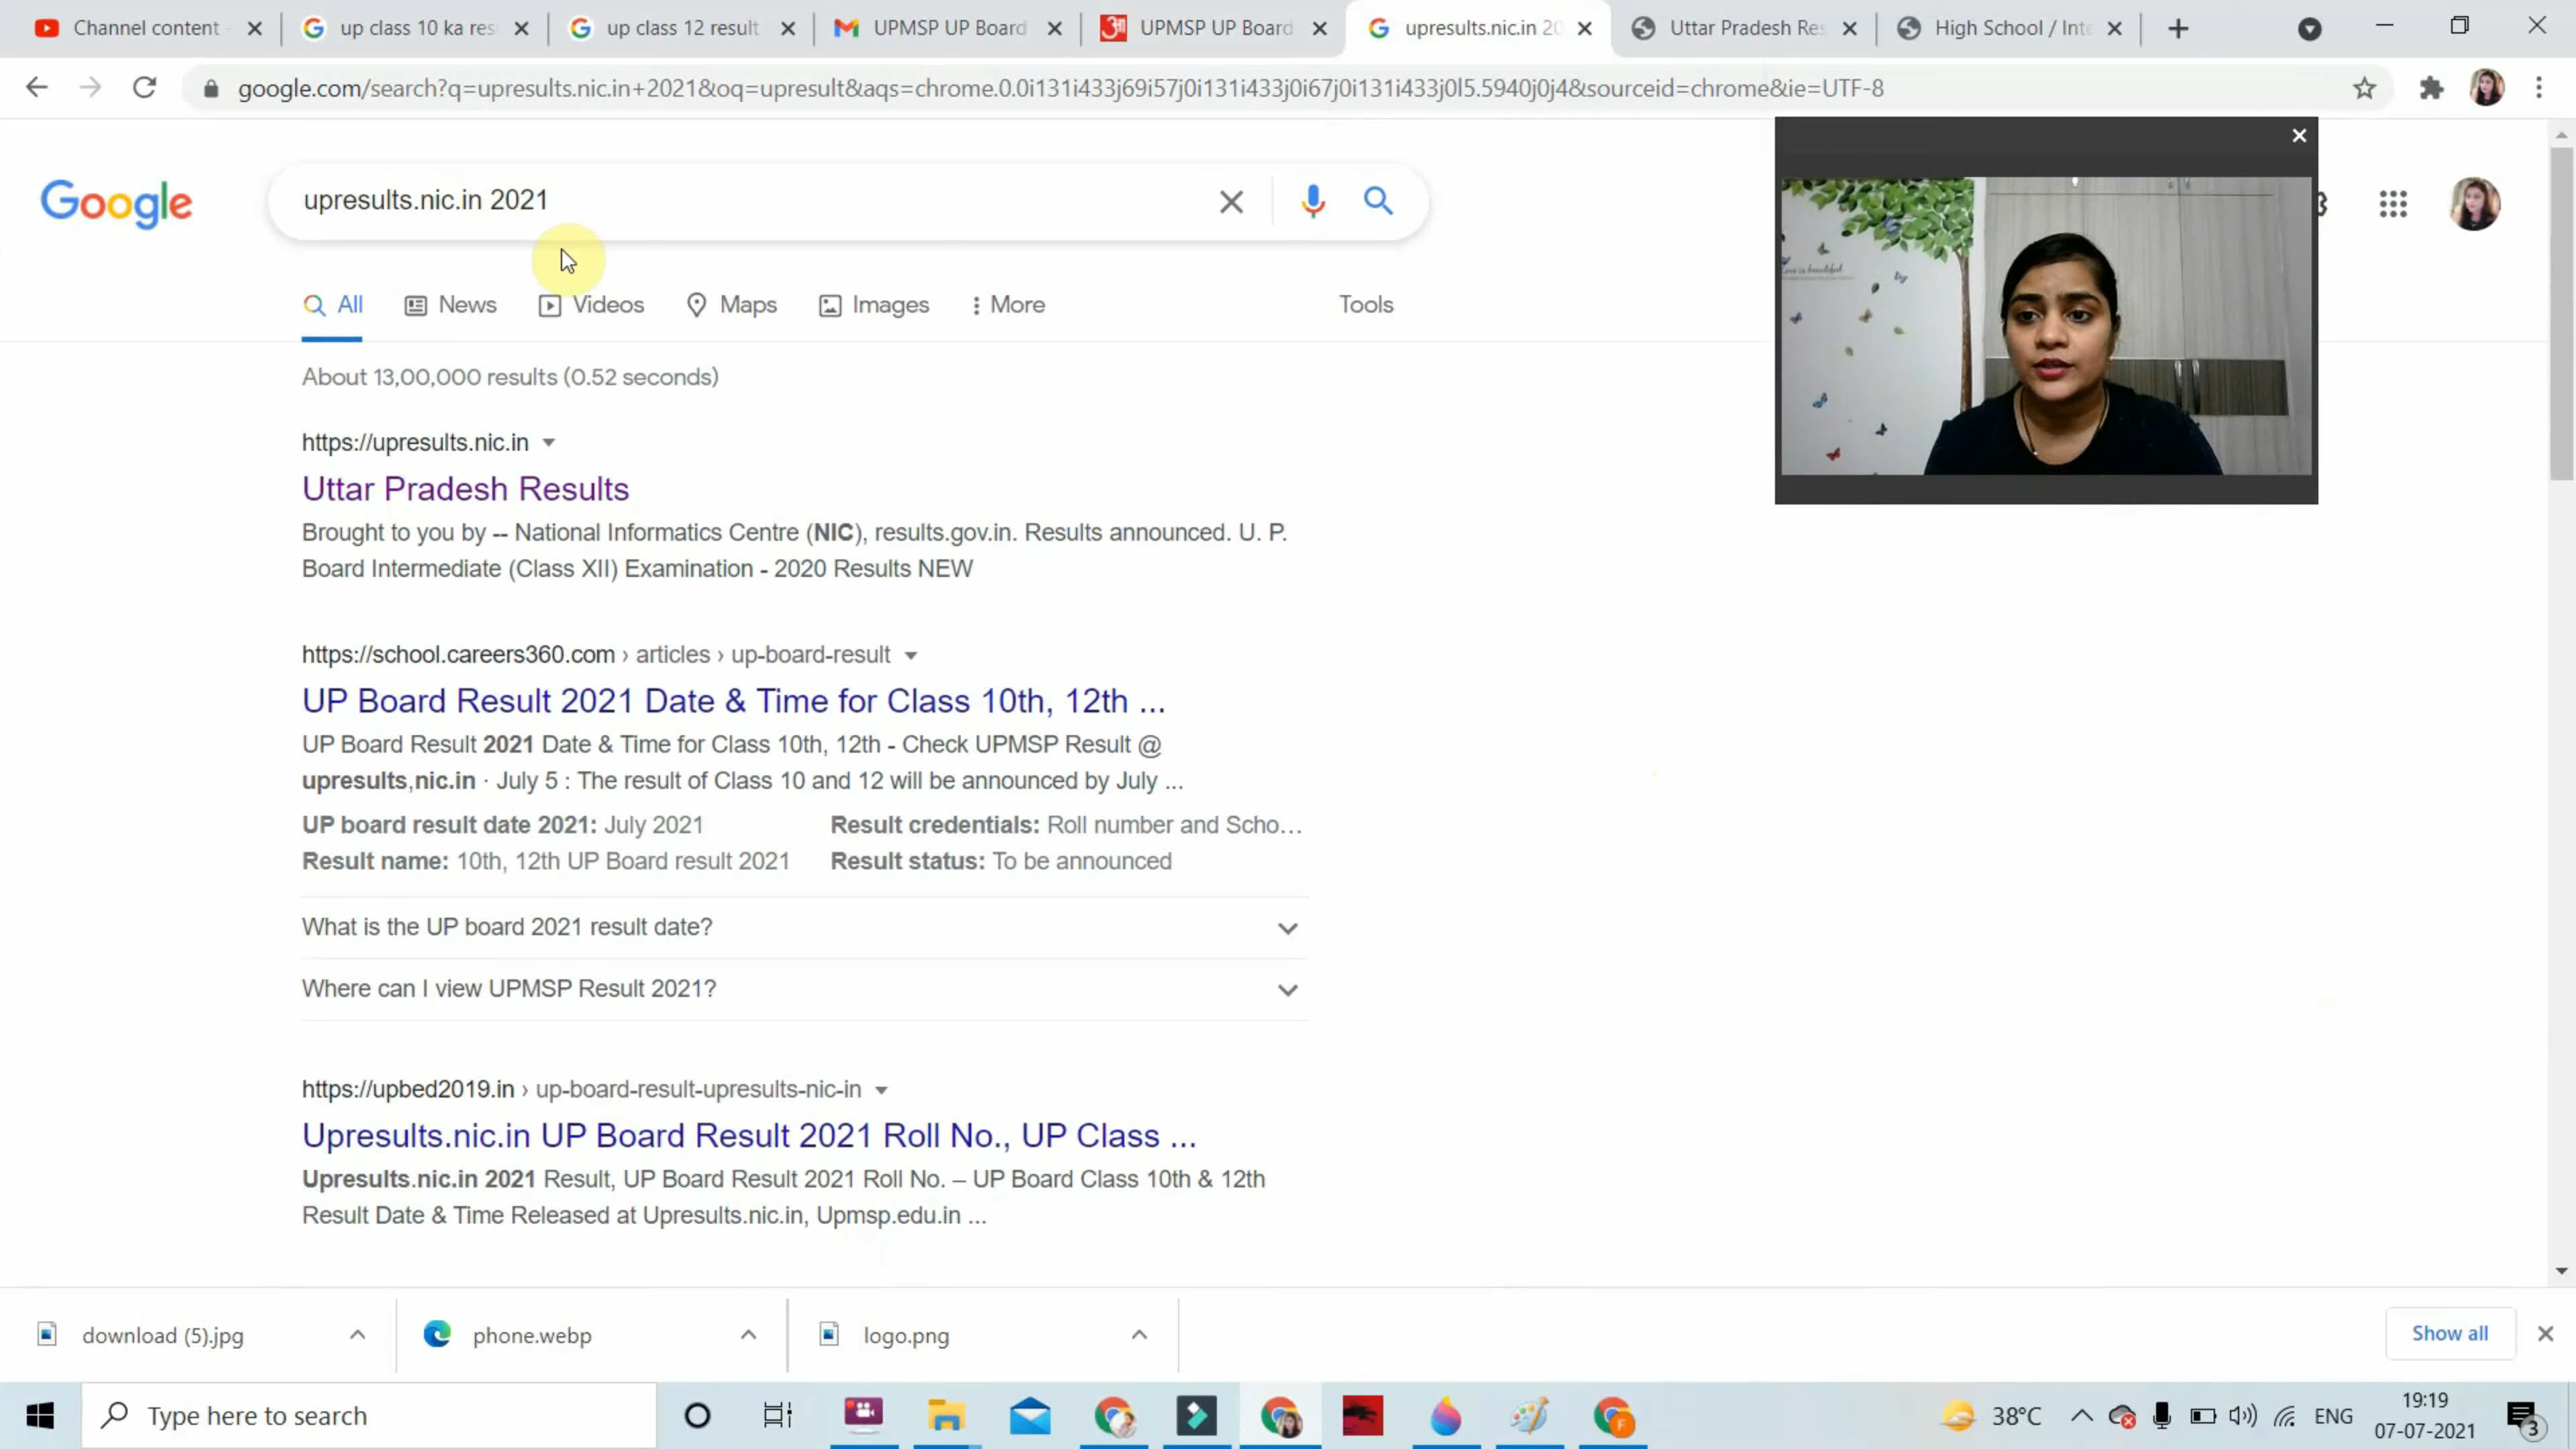 Channel content -
up class 10 ka res
up class 12 result
UPMSP UP Board
UPMSP UP Board
upresults.nic.in 20
Uttar Pradesh Res
High School / Inte
google.com/search?q=upresults.nic.in+2021&oq=upresult&aqs=chrome.0.0i131i433j69i57j0i131i433j0i67j0i131i433j0l5.5940j0j4&sourceid=chrome&ie=UTF-8
Google
upresults.nic.in 2021
All
News
Videos
Maps
Images
More
Tools
About 13,00,000 results (0.52 seconds)
https://upresults.nic.in
Uttar Pradesh Results
Brought to you by -- National Informatics Centre (NIC), results.gov.in. Results announced. U. P.
Board Intermediate (Class XII) Examination - 2020 Results NEW
https://school.careers360.com › articles › up-board-result
UP Board Result 2021 Date & Time for Class 10th, 12th ...
UP Board Result 2021 Date & Time for Class 10th, 12th - Check UPMSP Result @
upresults,nic.in · July 5 : The result of Class 10 and 12 will be announced by July ...
UP board result date 2021: July 2021
Result credentials: Roll number and Scho...
Result name: 10th, 12th UP Board result 2021
Result status: To be announced
What is the UP board 2021 result date?
Where can I view UPMSP Result 2021?
https://upbed2019.in › up-board-result-upresults-nic-in
Upresults.nic.in UP Board Result 2021 Roll No., UP Class ...
Upresults.nic.in 2021 Result, UP Board Result 2021 Roll No. – UP Board Class 10th & 12th
Result Date & Time Released at Upresults.nic.in, Upmsp.edu.in ...
download (5).jpg
phone.webp
logo.png
Show all
Type here to search
38°C
ENG
19:19
07-07-2021
3